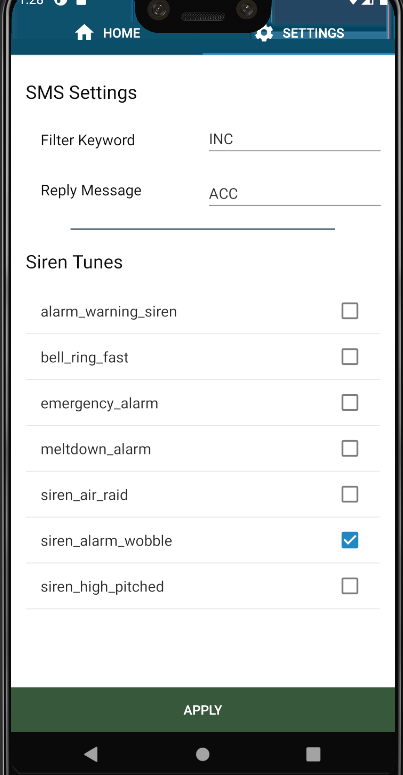 1:28
HOME
SETTINGS
SMS Settings
Filter Keyword
INC
Reply Message
ACC
Siren Tunes
alarm_warning_siren
bell_ring_fast
emergency_alarm
meltdown_alarm
siren_air_raid
siren_alarm_wobble
siren_high_pitched
APPLY